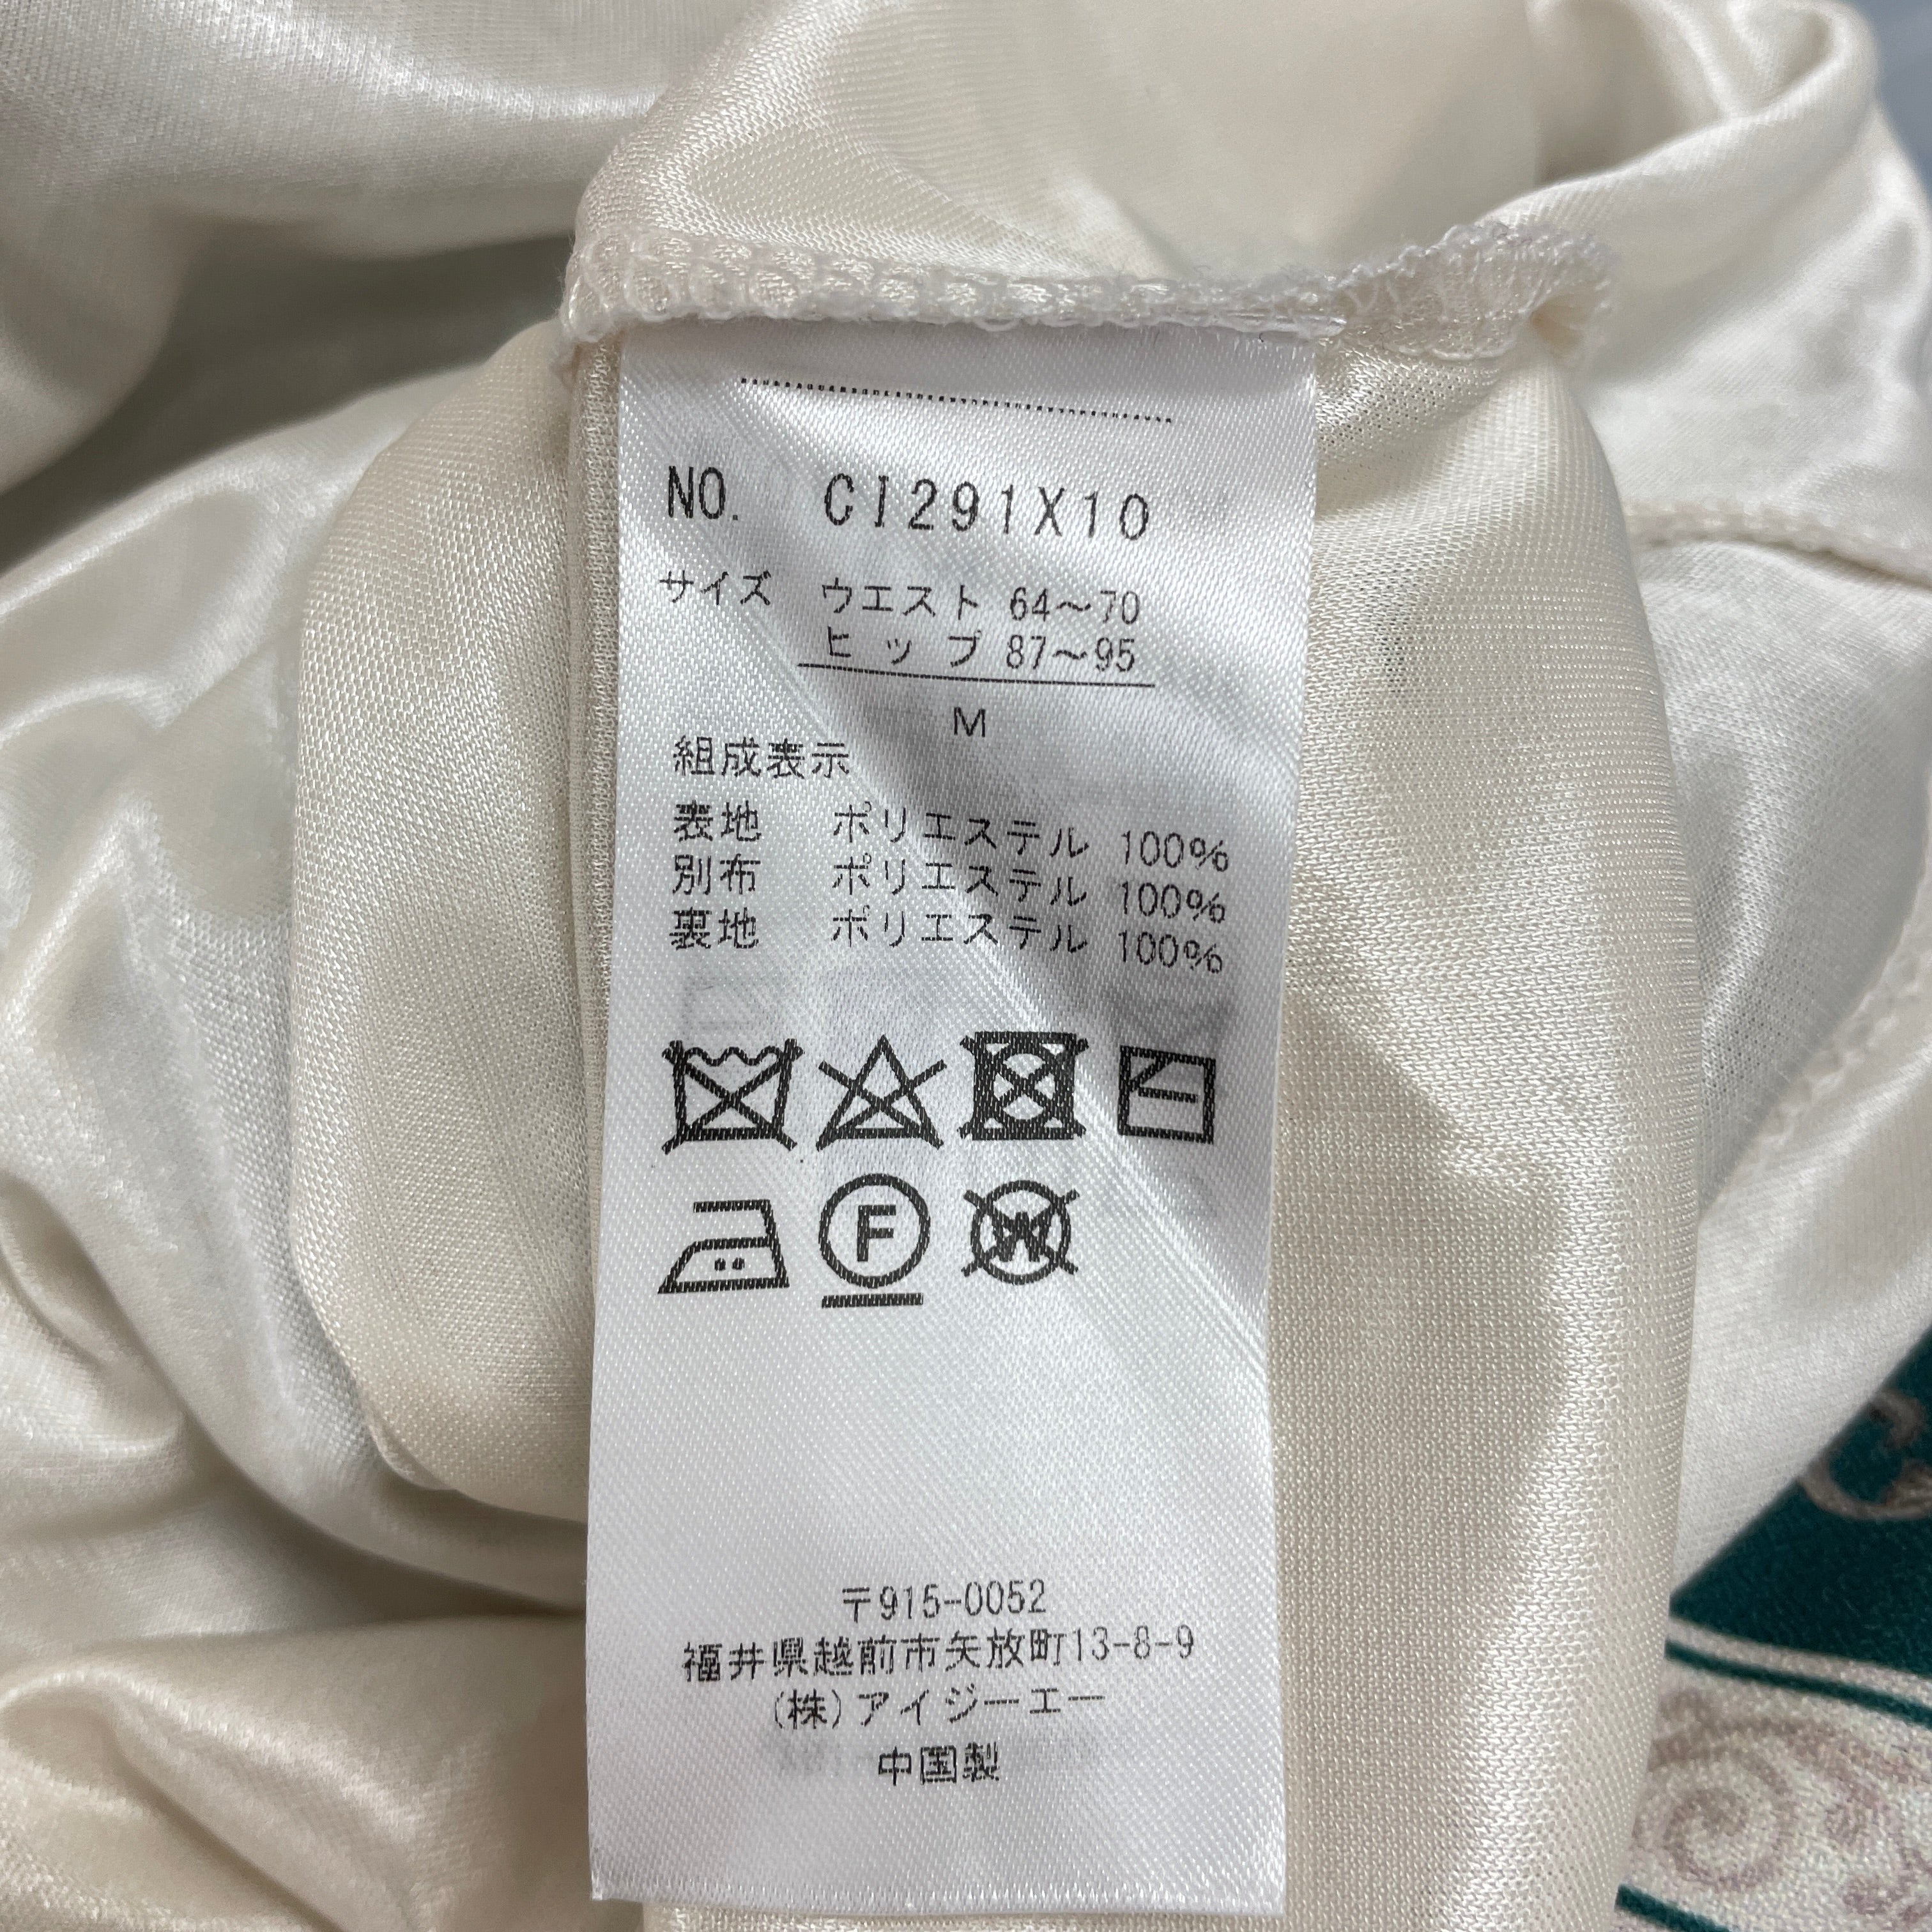 NO. CI291X10
サイズ ウエスト 64～70
ヒップ 87～95
M
組成表示
表地 ポリエステル 100%
別布 ポリエステル 100%
裏地 ポリエステル 100%
F W
〒915-0052
福井県越前市矢放町13-8-9
(株)アイジーエー
中国製